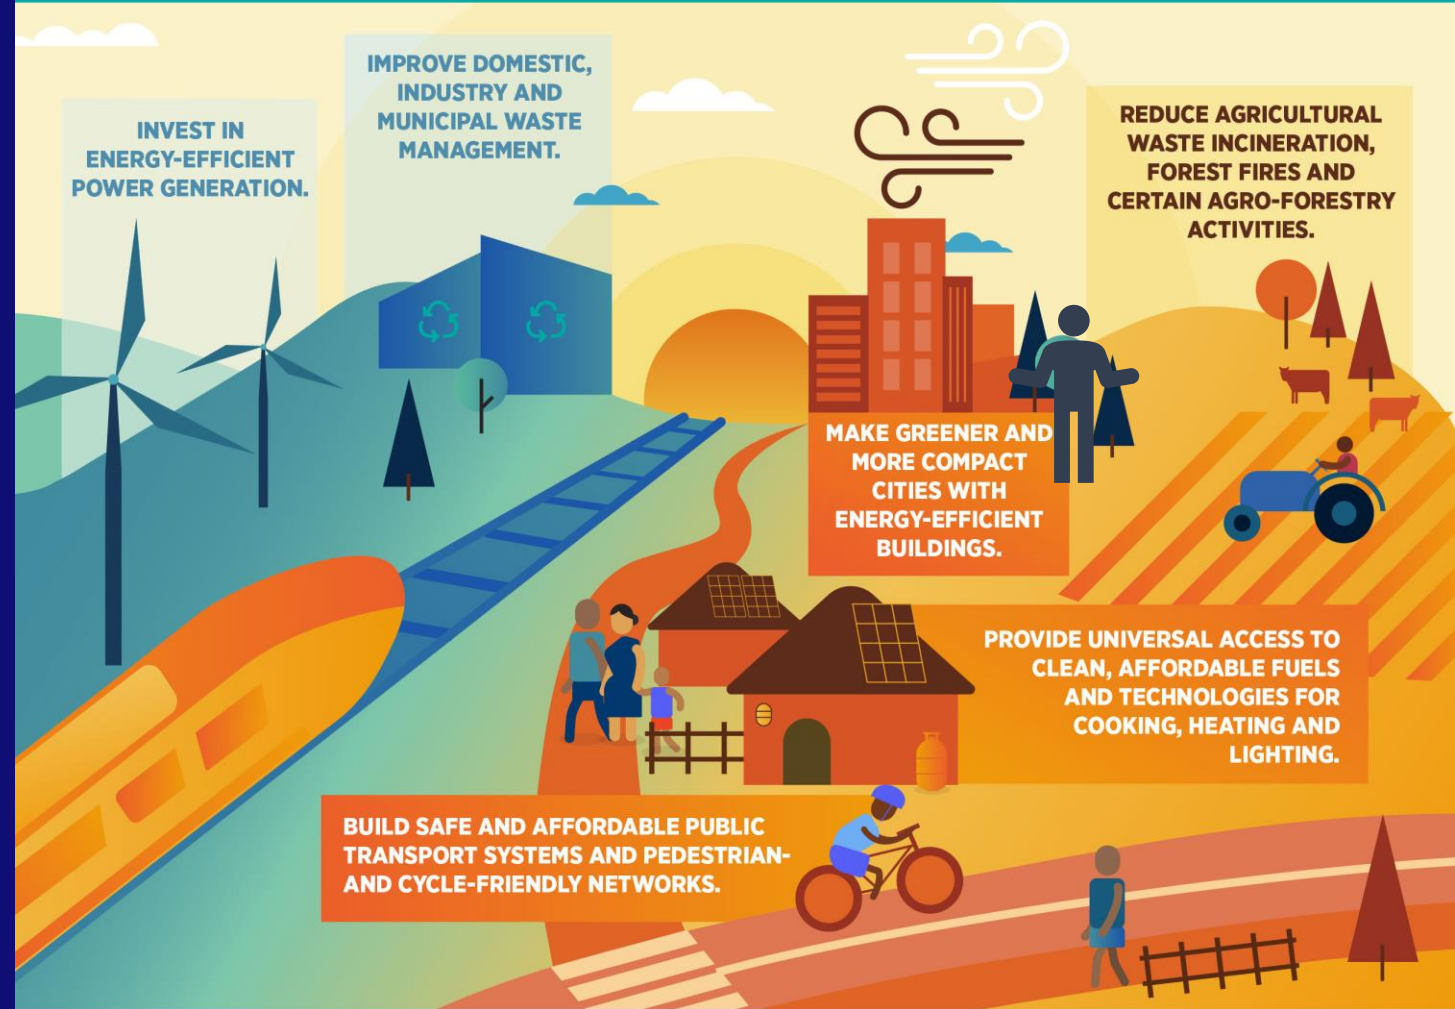 INVEST IN
ENERGY-EFFICIENT
POWER GENERATION.
IMPROVE DOMESTIC,
INDUSTRY AND
MUNICIPAL WASTE
MANAGEMENT.
REDUCE AGRICULTURAL
WASTE INCINERATION,
FOREST FIRES AND
CERTAIN AGRO-FORESTRY
ACTIVITIES.
MAKE GREENER AND
MORE COMPACT
CITIES WITH
ENERGY-EFFICIENT
BUILDINGS.
PROVIDE UNIVERSAL ACCESS TO
CLEAN, AFFORDABLE FUELS
AND TECHNOLOGIES FOR
COOKING, HEATING AND
LIGHTING.
BUILD SAFE AND AFFORDABLE PUBLIC
TRANSPORT SYSTEMS AND PEDESTRIAN-
AND CYCLE-FRIENDLY NETWORKS.